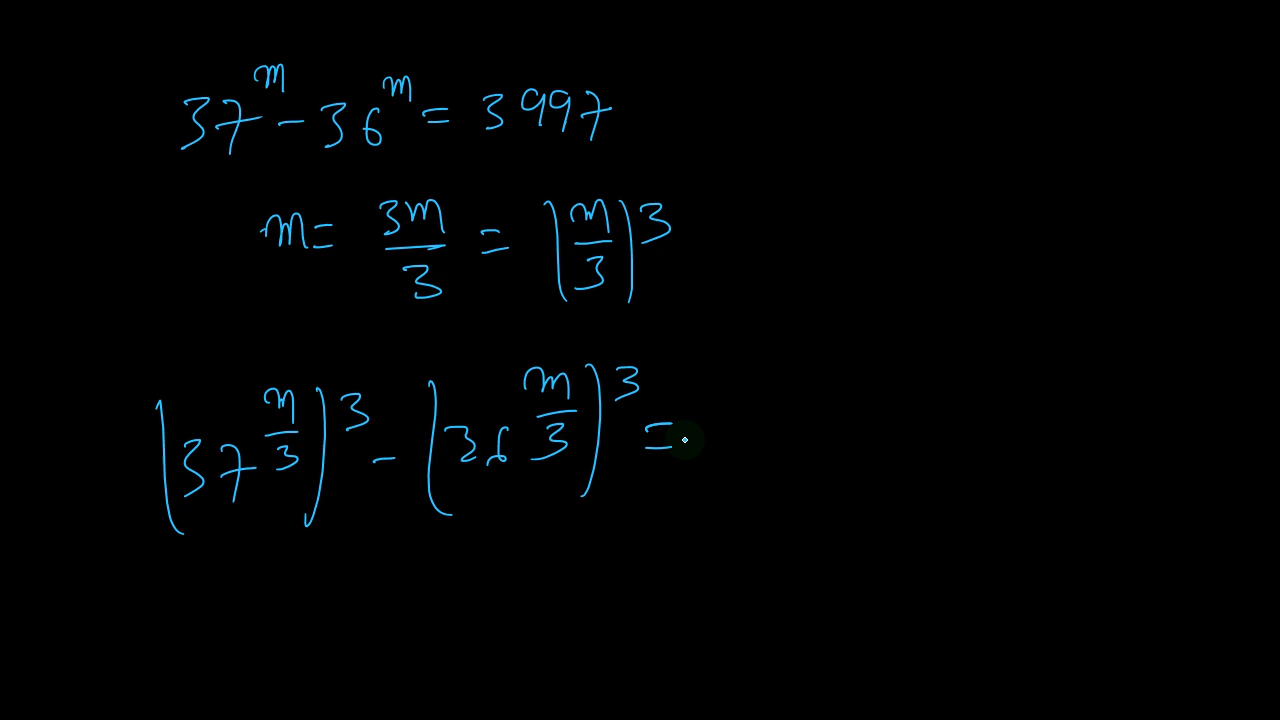 37^m - 36^m = 3997
m = 3m/3 = (m/3)^3
(37^(m/3))^3 - (36^(m/3))^3 =